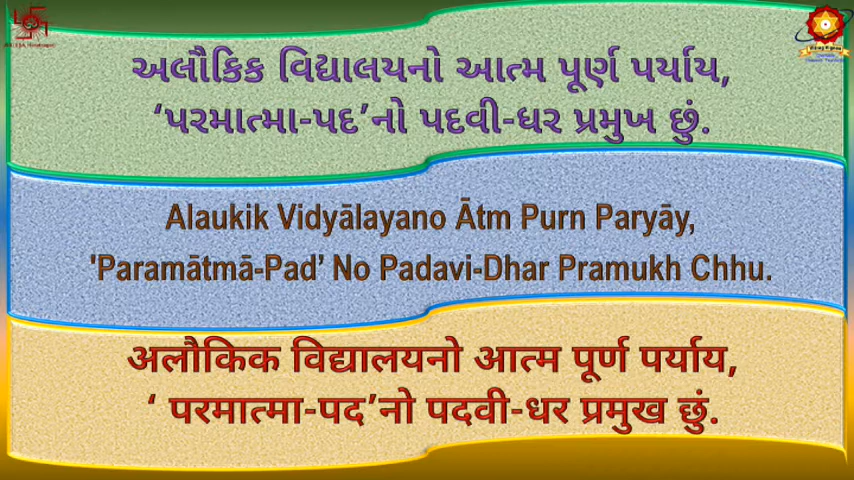 અલૌકિક વિદ્યાલયનો આત્મ પૂર્ણ પર્યાય,
‘પરમાત્મા-પદ’નો પદવી-ધર પ્રમુખ છું.
Alaukik Vidyālayano Ātm Purn Paryāy,
'Paramātmā-Pad’ No Padavi-Dhar Pramukh Chhu.
अलौकिक विद्यालयनो आत्म पूर्ण पर्याय,
‘ परमात्मा-पद’नो पदवी-धर प्रमुख छुं.